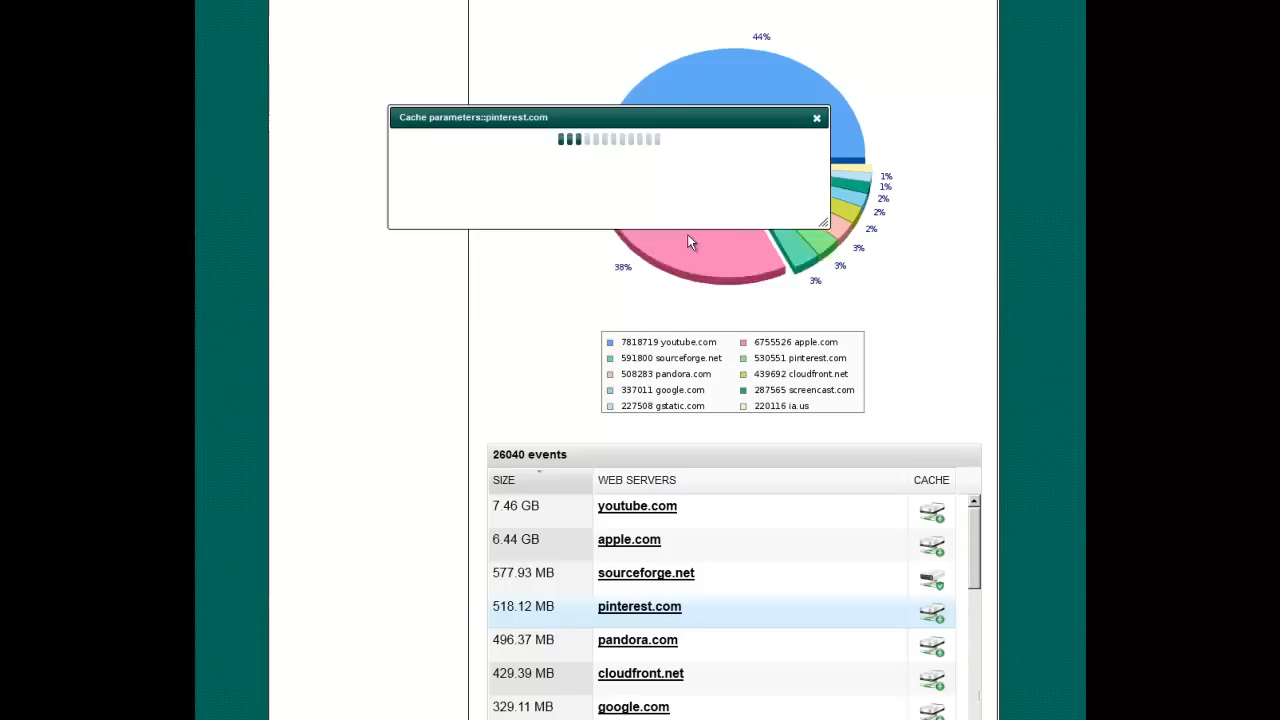 44%
Cache parameters::pinterest.com
1%
1%
2%
2%
2%
3%
3%
3%
38%
7818719 youtube.com 6755526 apple.com
591800 sourceforge.net 530551 pinterest.com
508283 pandora.com 439692 cloudfront.net
337011 google.com 287565 screencast.com
227508 gstatic.com 220116 ia.us
26040 events
SIZE WEB SERVERS CACHE
7.46 GB youtube.com
6.44 GB apple.com
577.93 MB sourceforge.net
518.12 MB pinterest.com
496.37 MB pandora.com
429.39 MB cloudfront.net
329.11 MB google.com